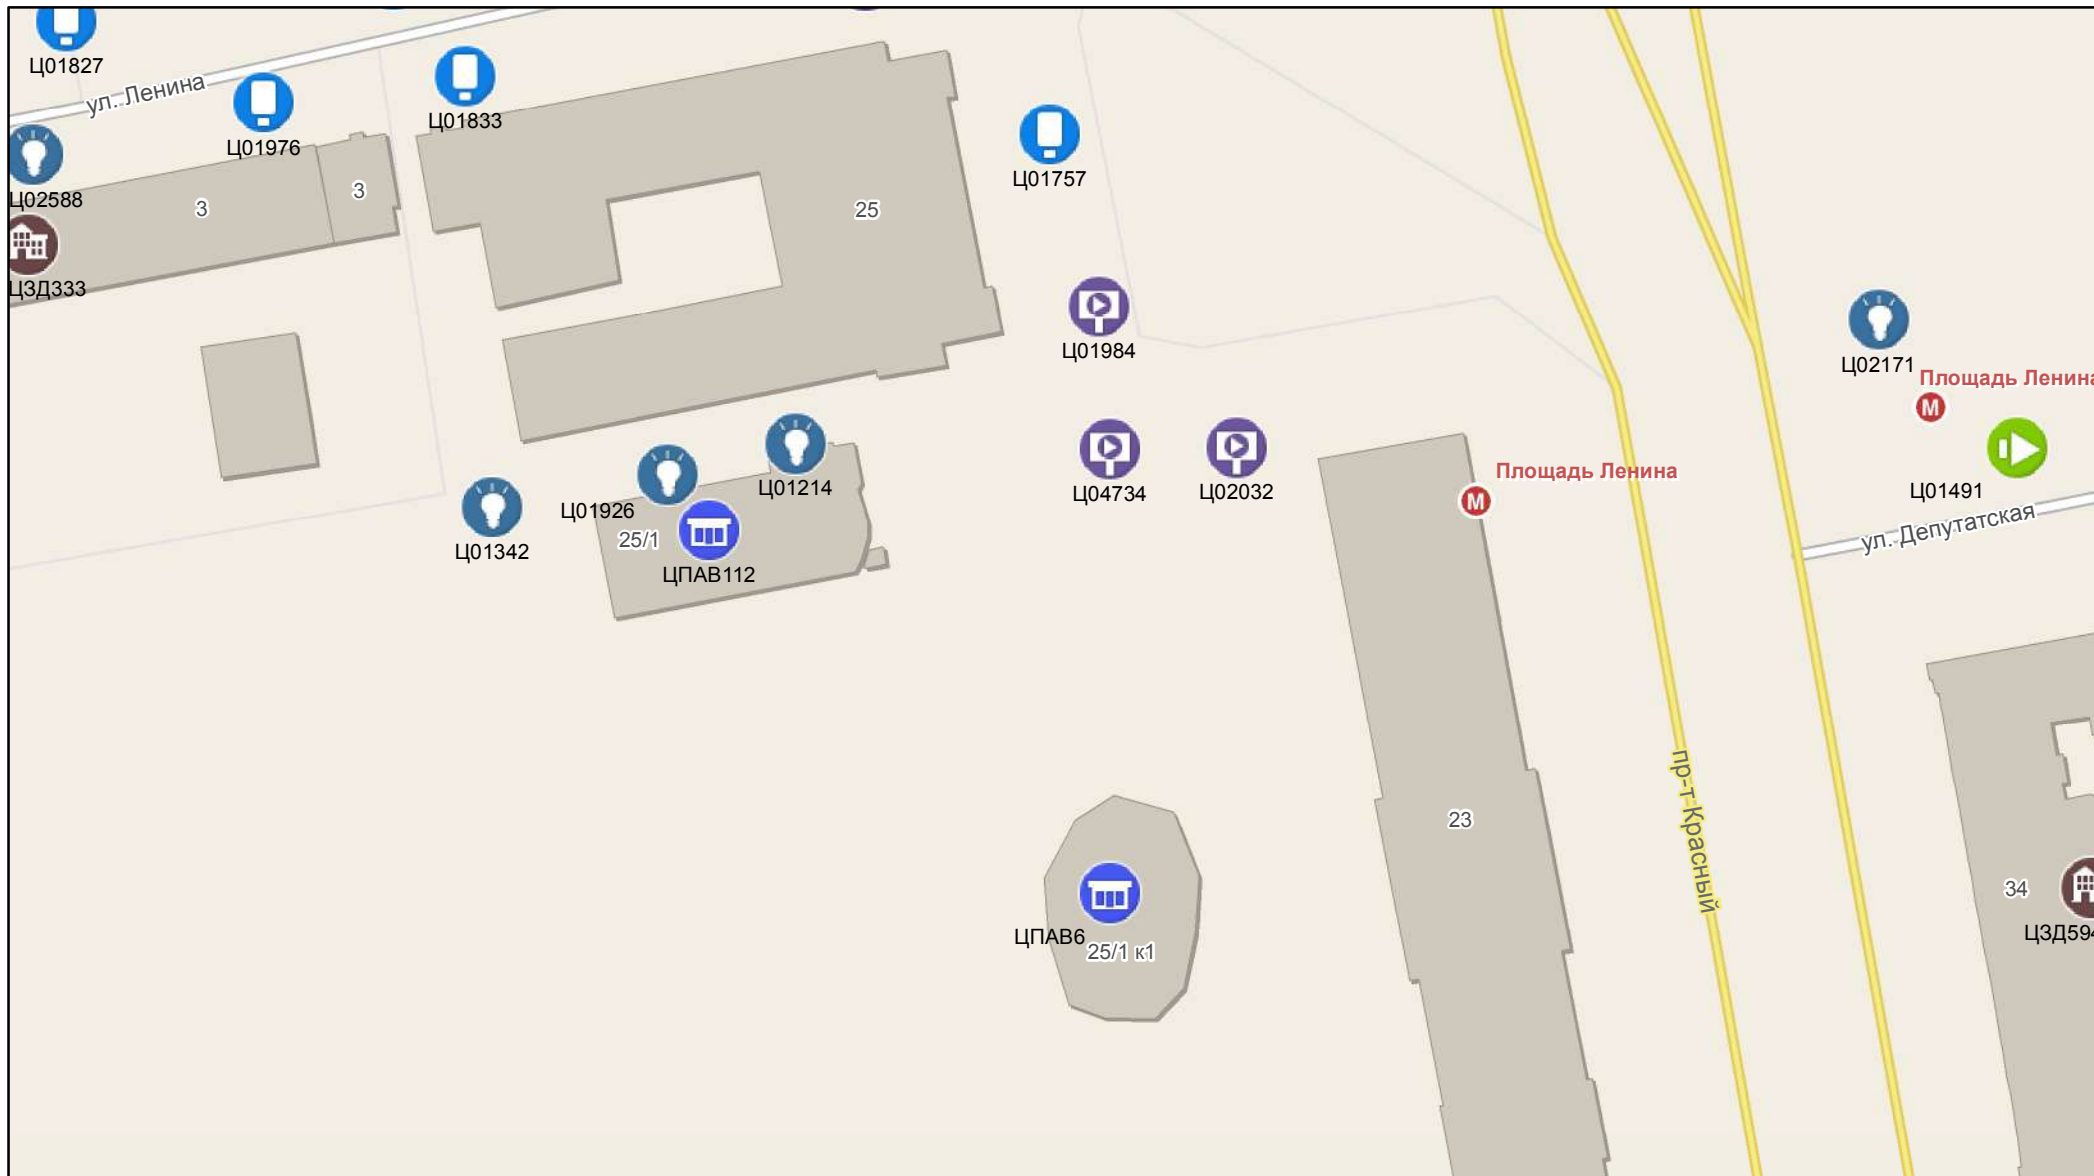 Ц01827
ул. Ленина
Ц01976
Ц01833
Ц02588
3
3
25
Ц01757
ЦЗД333
Ц01984
Ц02171
Площадь Ленина
М
Ц04734
Ц02032
Площадь Ленина
М
Ц01491
ул. Депутатская
Ц01214
Ц01926
25/1
Ц01342
ЦПАВ112
пр-т Красный
23
34
ЦПАВ6
25/1 к1
ЦЗД594